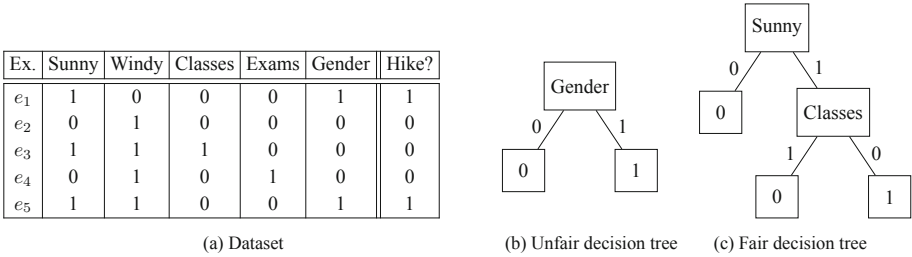 Ex. Sunny Windy Classes Exams Gender Hike?
e1 1 0 0 0 1 1
e2 0 1 0 0 0 0
e3 1 1 1 0 0 0
e4 0 1 0 1 0 0
e5 1 1 0 0 1 1
(a) Dataset
Gender
0 1
0 1
(b) Unfair decision tree
Sunny
0 1
0 Classes
1 0
0 1
(c) Fair decision tree